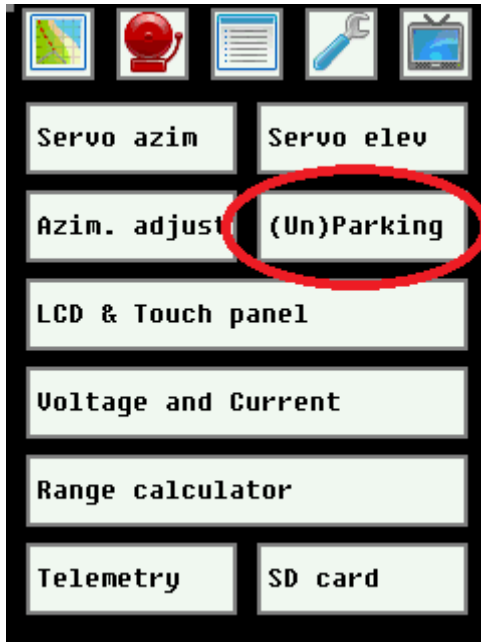 Servo azim
Servo elev
Azim. adjust
(Un)Parking
LCD & Touch panel
Voltage and Current
Range calculator
Telemetry
SD card